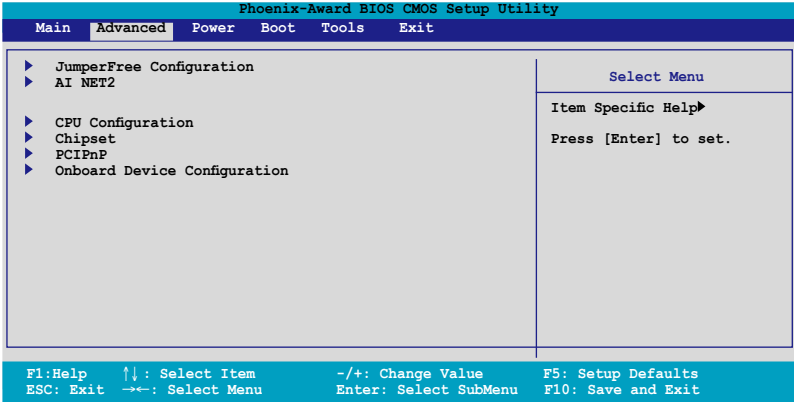 Phoenix-Award BIOS CMOS Setup Utility
Main Advanced Power Boot Tools Exit
JumperFree Configuration
AI NET2
CPU Configuration
Chipset
PCIPnP
Onboard Device Configuration
Select Menu
Item Specific Help
Press [Enter] to set.
F1:Help ↑↓: Select Item -/+: Change Value F5: Setup Defaults
ESC: Exit →←: Select Menu Enter: Select SubMenu F10: Save and Exit